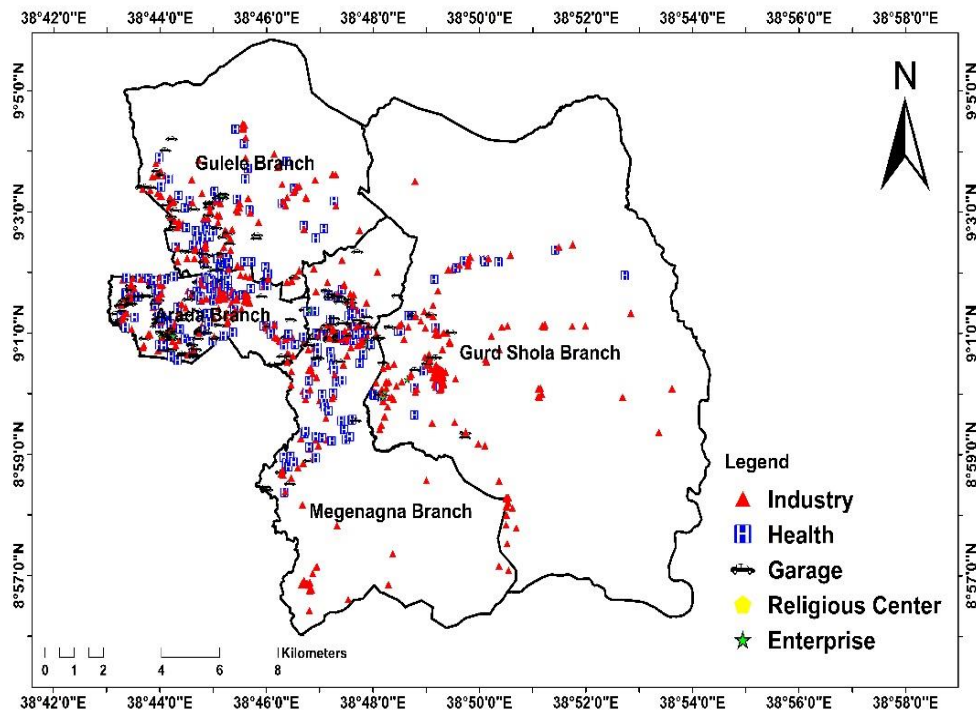 38°42'0"E 38°44'0"E 38°46'0"E 38°48'0"E 38°50'0"E 38°52'0"E 38°54'0"E 38°56'0"E 38°58'0"E
N
9°5'0"N 9°5'0"N
Gulele Branch
9°3'0"N 9°3'0"N
Arada Branch
9°1'0"N 9°1'0"N
Gurd Shola Branch
8°59'0"N 8°59'0"N
Legend
Industry
Megenagna Branch
Health
Garage
8°57'0"N 8°57'0"N
Religious Center
Enterprise
Kilometers
0 1 2 4 6 8
38°42'0"E 38°44'0"E 38°46'0"E 38°48'0"E 38°50'0"E 38°52'0"E 38°54'0"E 38°56'0"E 38°58'0"E